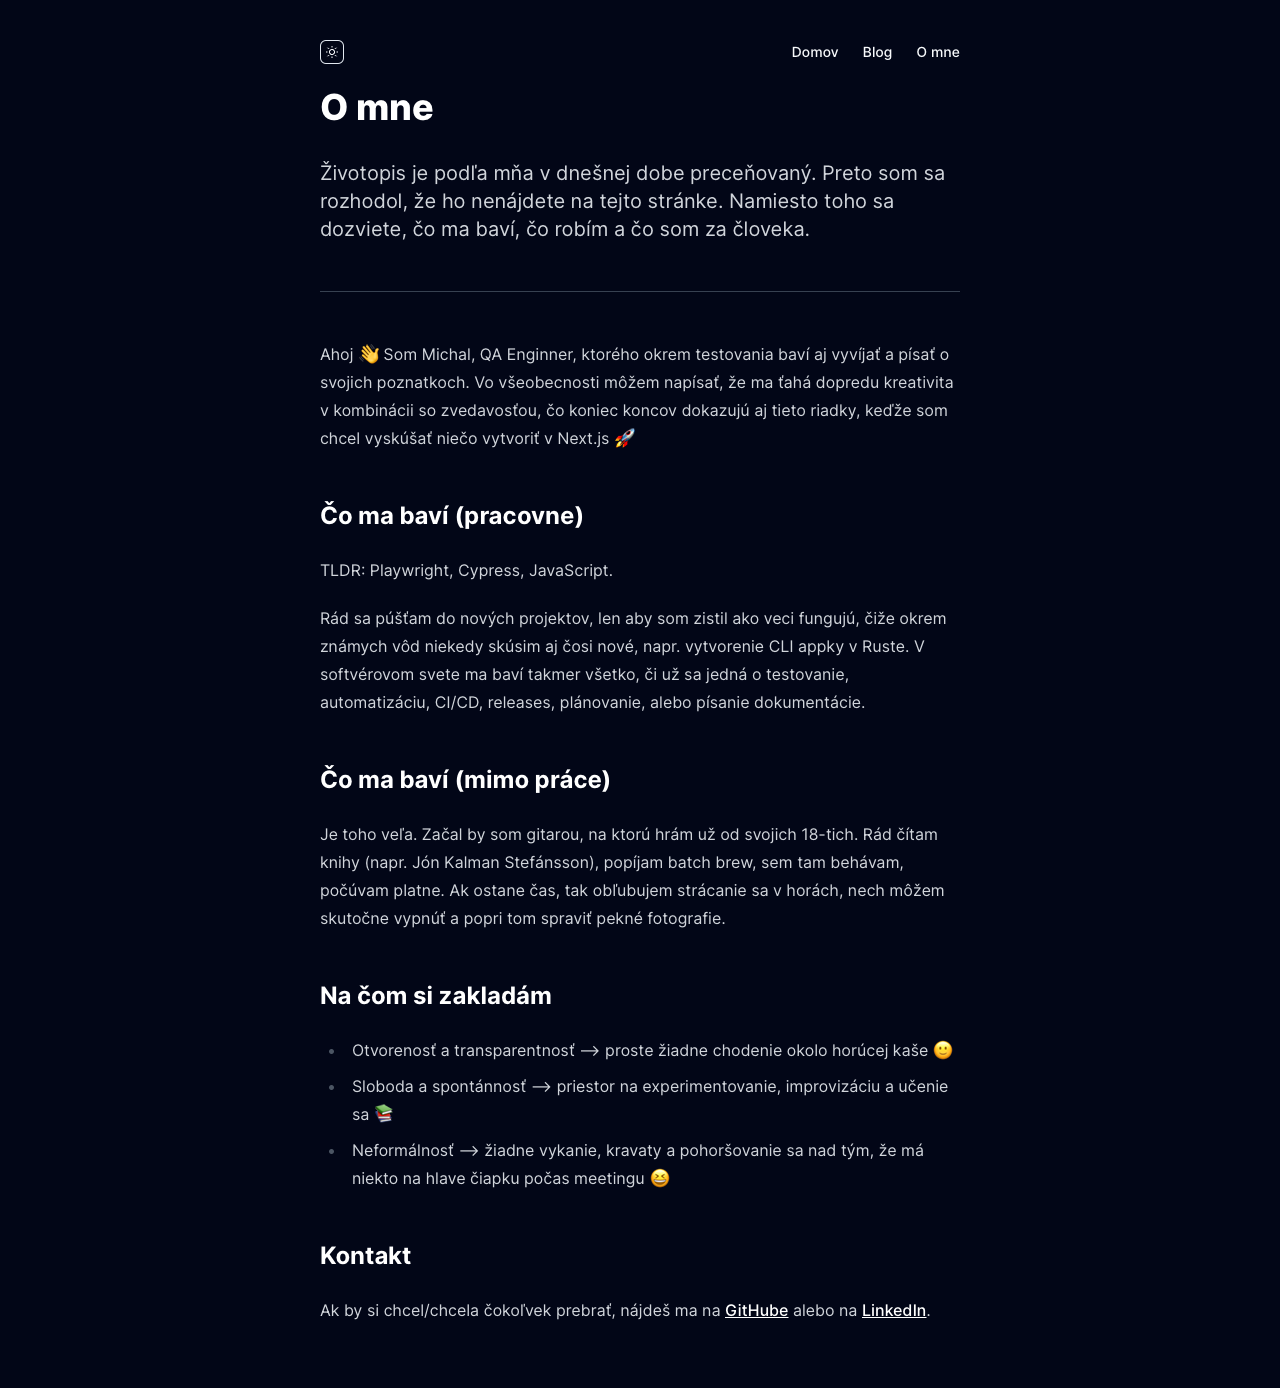 Domov Blog O mne
O mne
Životopis je podľa mňa v dnešnej dobe preceňovaný. Preto som sa
rozhodol, že ho nenájdete na tejto stránke. Namiesto toho sa
dozviete, čo ma baví, čo robím a čo som za človeka.
Ahoj 👋 Som Michal, QA Enginner, ktorého okrem testovania baví aj vyvíjať a písať o
svojich poznatkoch. Vo všeobecnosti môžem napísať, že ma ťahá dopredu kreativita
v kombinácii so zvedavosťou, čo koniec koncov dokazujú aj tieto riadky, keďže som
chcel vyskúšať niečo vytvoriť v Next.js 🚀
Čo ma baví (pracovne)
TLDR: Playwright, Cypress, JavaScript.
Rád sa púšťam do nových projektov, len aby som zistil ako veci fungujú, čiže okrem
známych vôd niekedy skúsim aj čosi nové, napr. vytvorenie CLI appky v Ruste. V
softvérovom svete ma baví takmer všetko, či už sa jedná o testovanie,
automatizáciu, CI/CD, releases, plánovanie, alebo písanie dokumentácie.
Čo ma baví (mimo práce)
Je toho veľa. Začal by som gitarou, na ktorú hrám už od svojich 18-tich. Rád čítam
knihy (napr. Jón Kalman Stefánsson), popíjam batch brew, sem tam behávam,
počúvam platne. Ak ostane čas, tak obľubujem strácanie sa v horách, nech môžem
skutočne vypnúť a popri tom spraviť pekné fotografie.
Na čom si zakladám
• Otvorenosť a transparentnosť --> proste žiadne chodenie okolo horúcej kaše 🙂
• Sloboda a spontánnosť --> priestor na experimentovanie, improvizáciu a učenie
sa 📚
• Neformálnosť --> žiadne vykanie, kravaty a pohoršovanie sa nad tým, že má
niekto na hlave čiapku počas meetingu 😆
Kontakt
Ak by si chcel/chcela čokoľvek prebrať, nájdeš ma na GitHube alebo na LinkedIn.